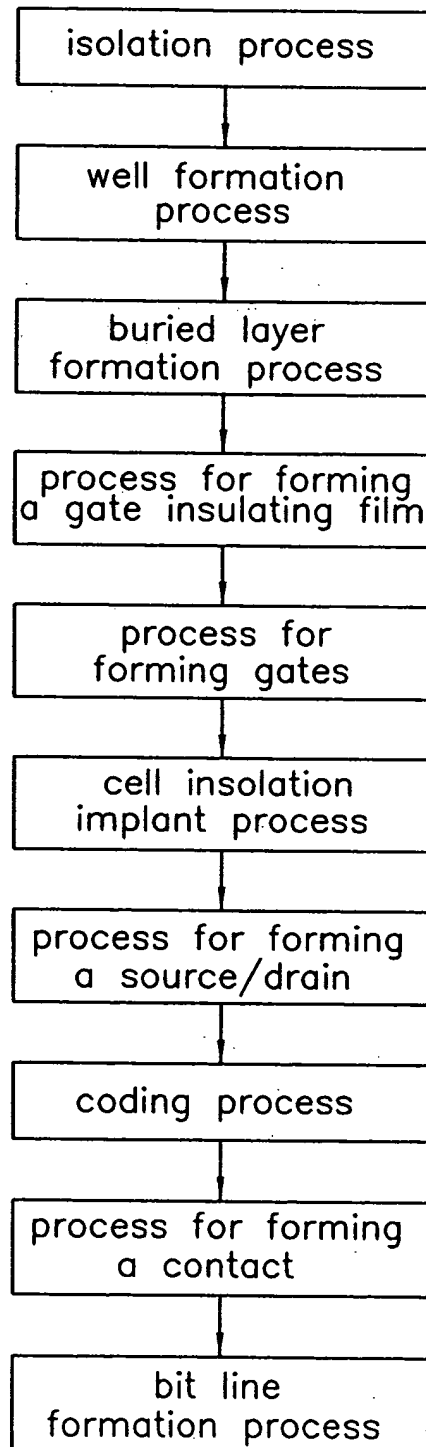 isolation process
well formation
process
buried layer
formation process
process for forming
a gate insulating film
process for
forming gates
cell insolation
implant process
process for forming
a source/drain
coding process
process for forming
a contact
bit line
formation process